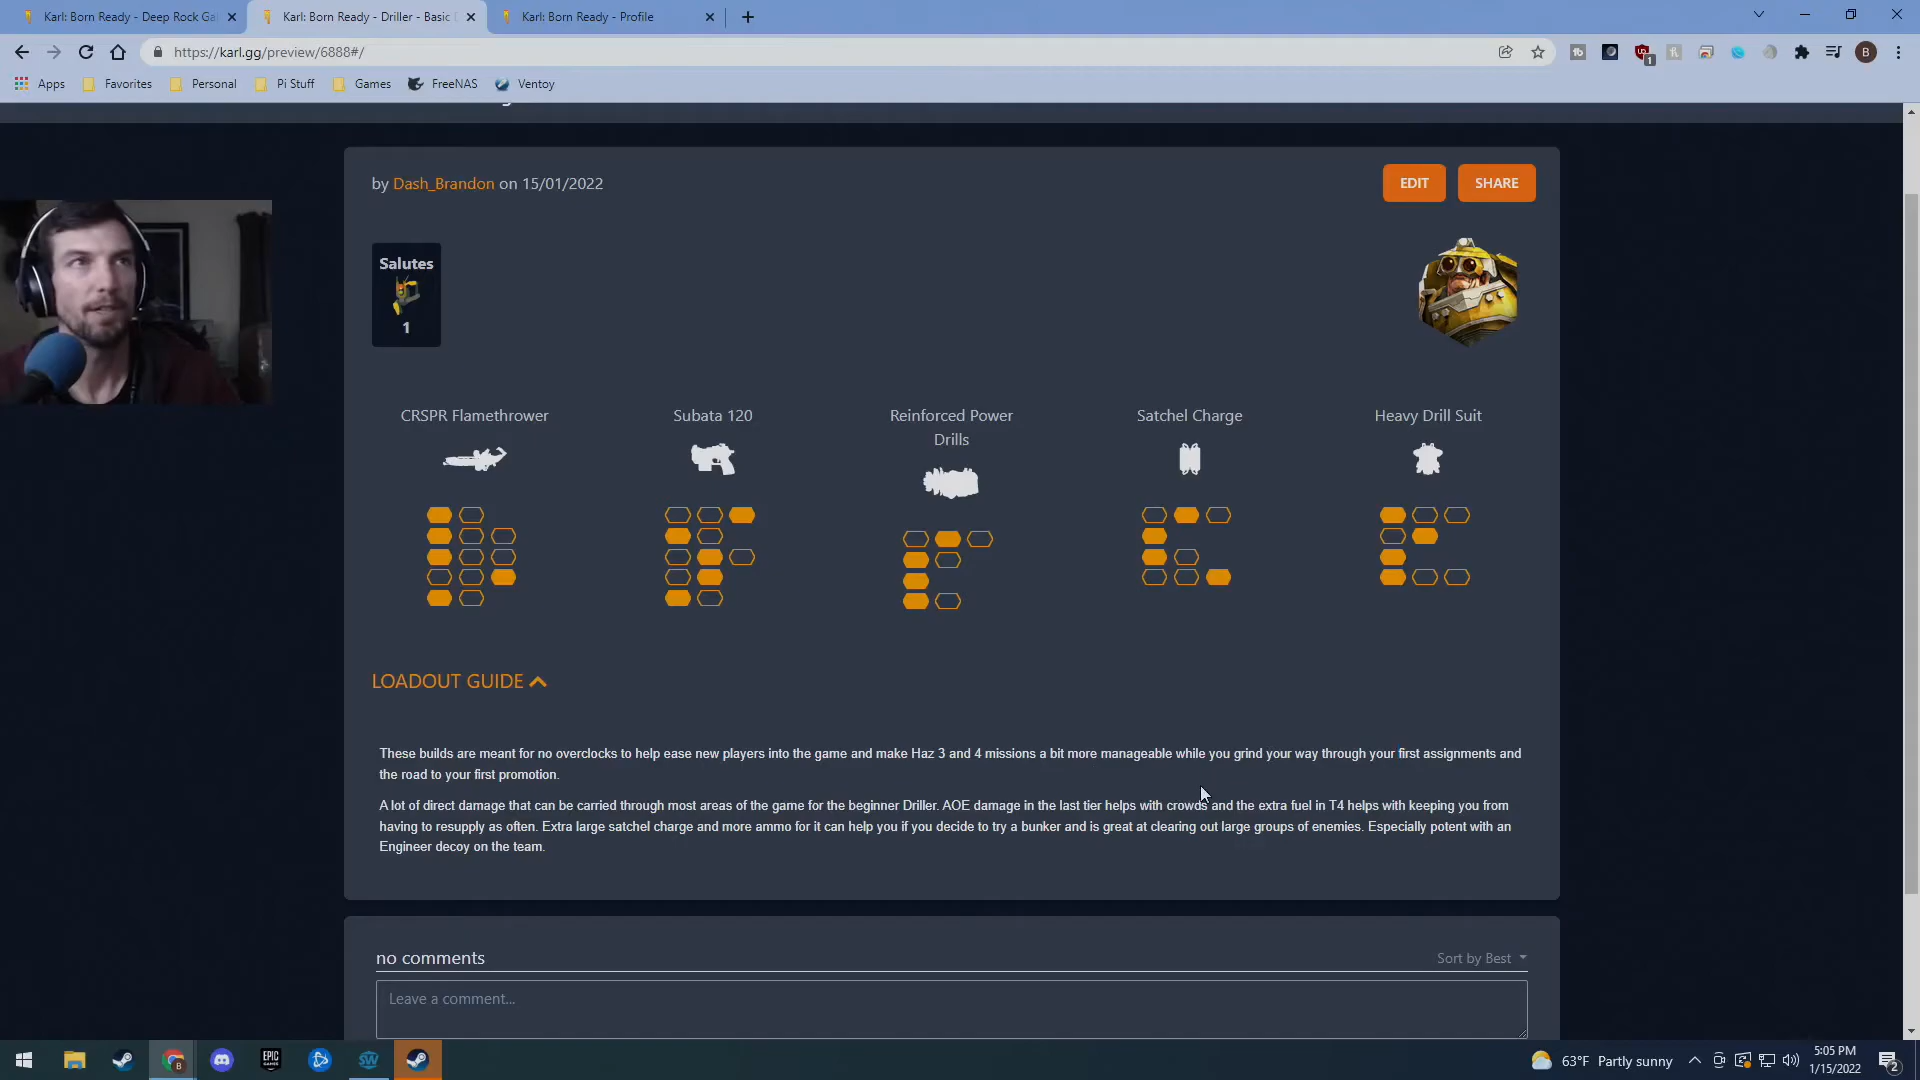 Karl: Born Ready - Deep Rock Ga
Karl: Born Ready - Driller - Basic
Karl: Born Ready - Profile
https://karl.gg/preview/6888#/
B
Apps
Favorites
Personal
Pi Stuff
Games
FreeNAS
Ventoy
by Dash_Brandon on 15/01/2022
EDIT
SHARE
Salutes
1
CRSPR Flamethrower
Subata 120
Reinforced Power
Drills
Satchel Charge
Heavy Drill Suit
LOADOUT GUIDE
These builds are meant for no overclocks to help ease new players into the game and make Haz 3 and 4 missions a bit more manageable while you grind your way through your first assignments and
the road to your first promotion.
A lot of direct damage that can be carried through most areas of the game for the beginner Driller. AOE damage in the last tier helps with crowds and the extra fuel in T4 helps with keeping you from
having to resupply as often. Extra large satchel charge and more ammo for it can help you if you decide to try a bunker and is great at clearing out large groups of enemies. Especially potent with an
Engineer decoy on the team.
no comments
Sort by Best
Leave a comment...
EPIC
GAMES
63°F Partly sunny
5:05 PM
1/15/2022
2